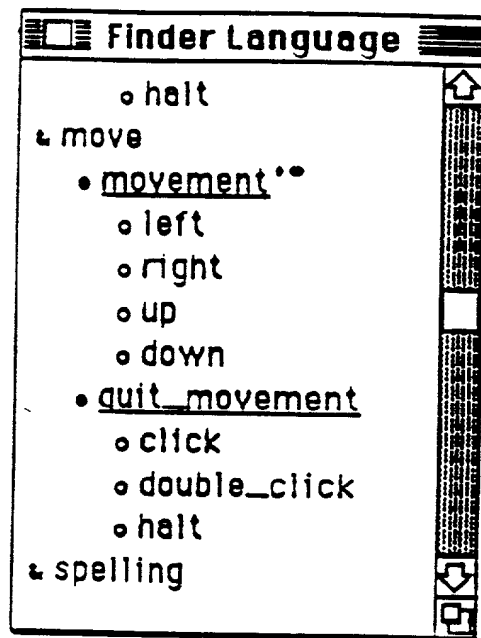 Finder Language
halt
& move
movement'∞
left
right
up
down
quit_movement
click
double_click
halt
& spelling